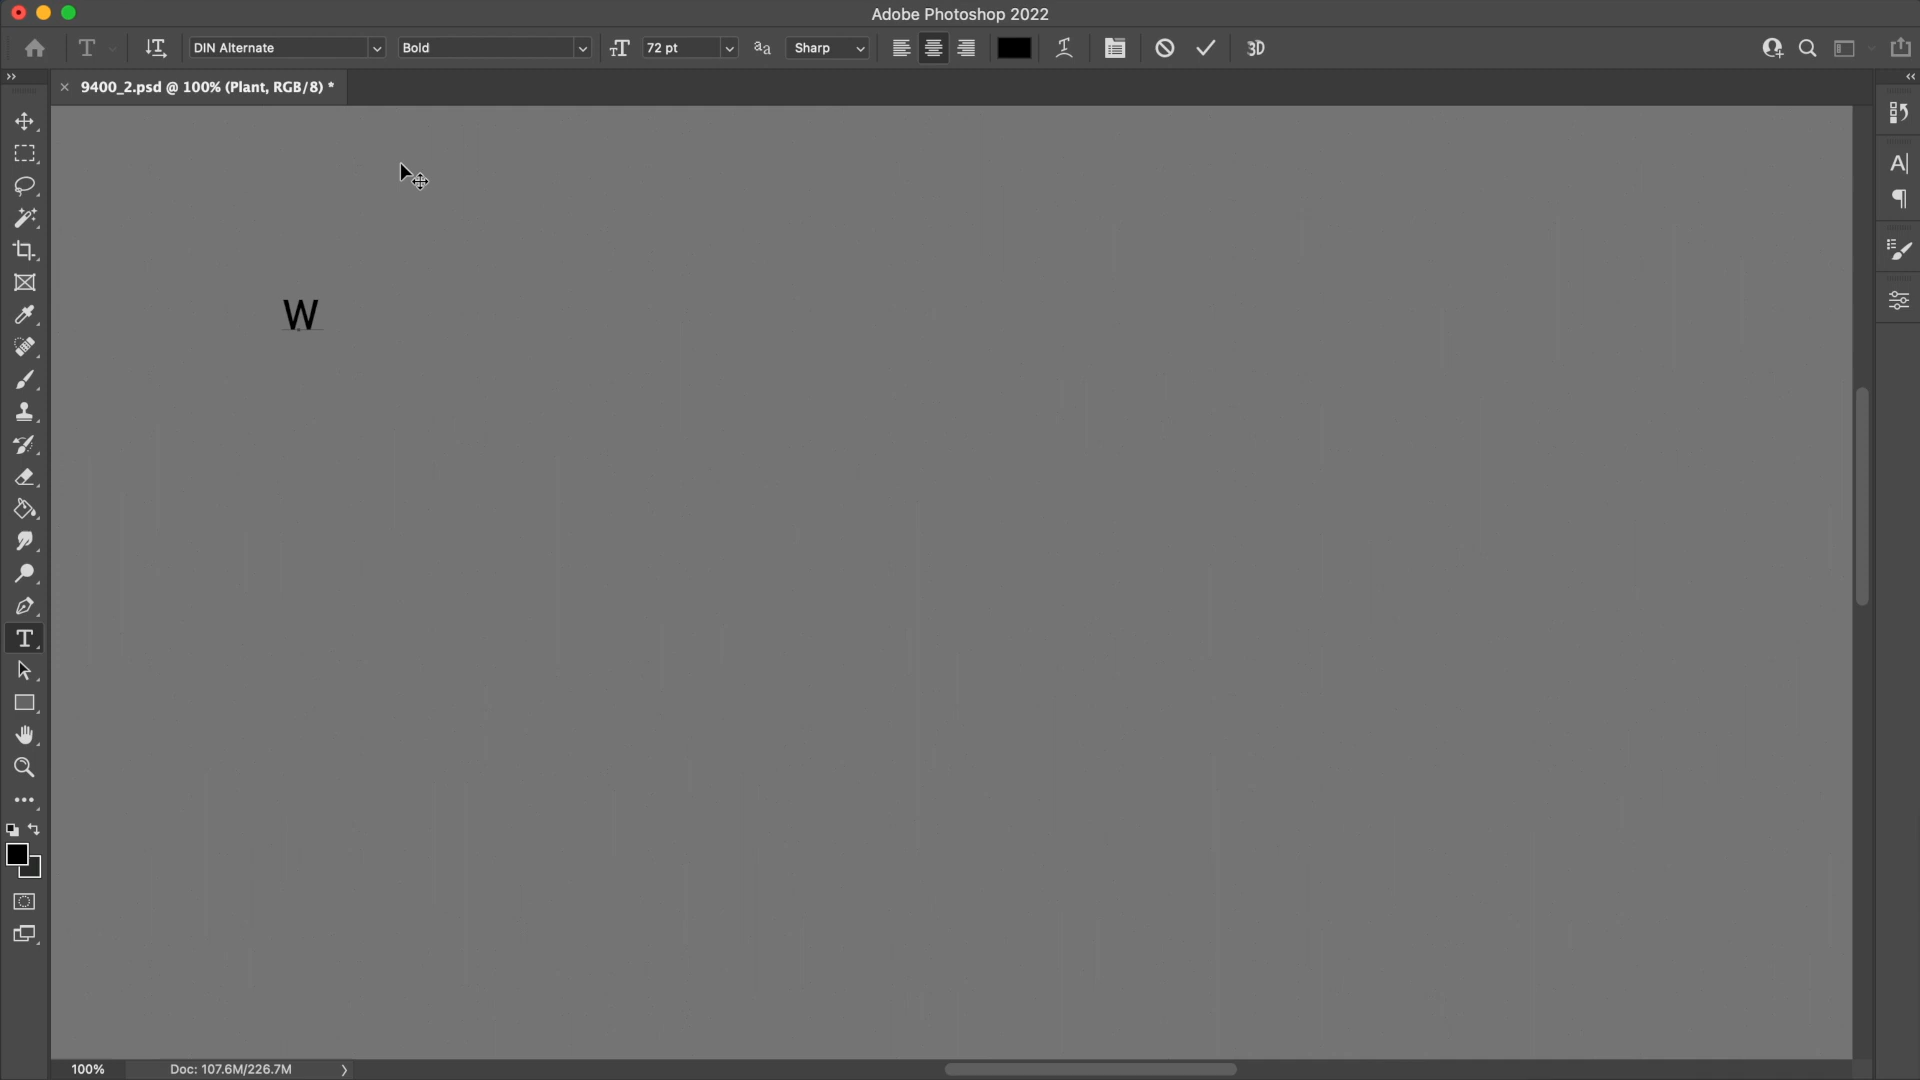 Adobe Photoshop 2022
DIN Alternate Bold 72 pt aa Sharp 3D
9400_2.psd @ 100% (Plant, RGB/8) *
W
100% Doc: 107.6M/226.7M